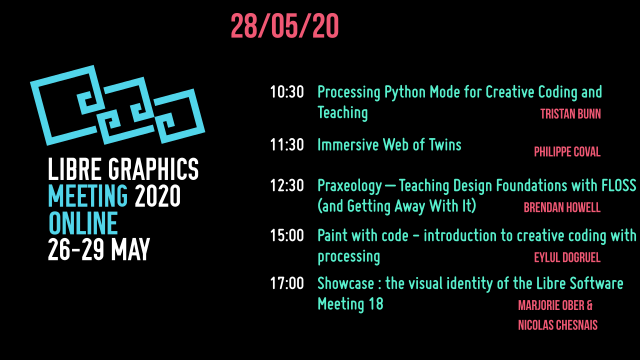 28/05/20
LIBRE GRAPHICS
MEETING 2020
ONLINE
26-29 MAY
10:30 Processing Python Mode for Creative Coding and
Teaching
TRISTAN BUNN
11:30 Immersive Web of Twins
PHILIPPE COVAL
12:30 Praxeology — Teaching Design Foundations with FLOSS
(and Getting Away With It)
BRENDAN HOWELL
15:00 Paint with code - introduction to creative coding with
processing
EYLUL DOGRUEL
17:00 Showcase : the visual identity of the Libre Software
Meeting 18
MARJORIE OBER &
NICOLAS CHESNAIS